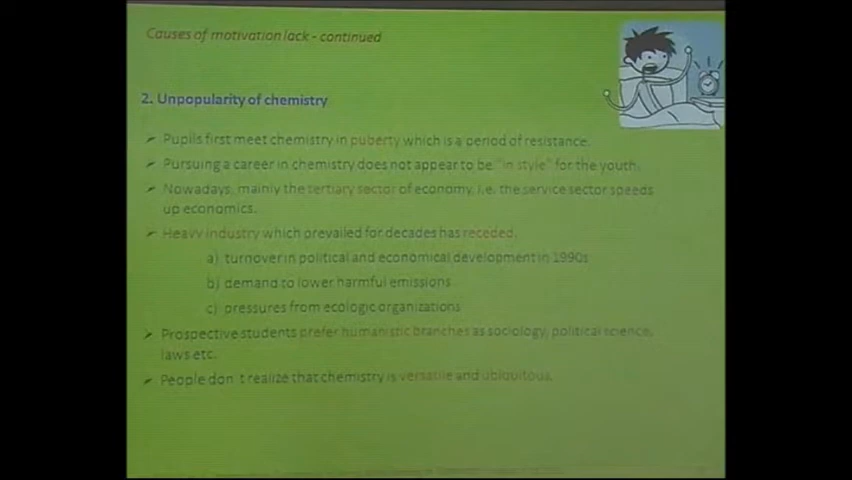 Causes of motivation lack - continued
2. Unpopularity of chemistry
➢ Pupils first meet chemistry in puberty which is a period of resistance.
➢ Pursuing a career in chemistry does not appear to be "in style" for the youth.
➢ Nowadays, mainly the tertiary sector of economy, i.e. the service sector speeds
up economics.
➢ Heavy industry which prevailed for decades has receded.
a) turnover in political and economical development in 1990s
b) demand to lower harmful emissions
c) pressures from ecologic organizations
➢ Prospective students prefer humanistic branches as sociology, political science,
laws etc.
➢ People don´t realize that chemistry is versatile and ubiquitous.